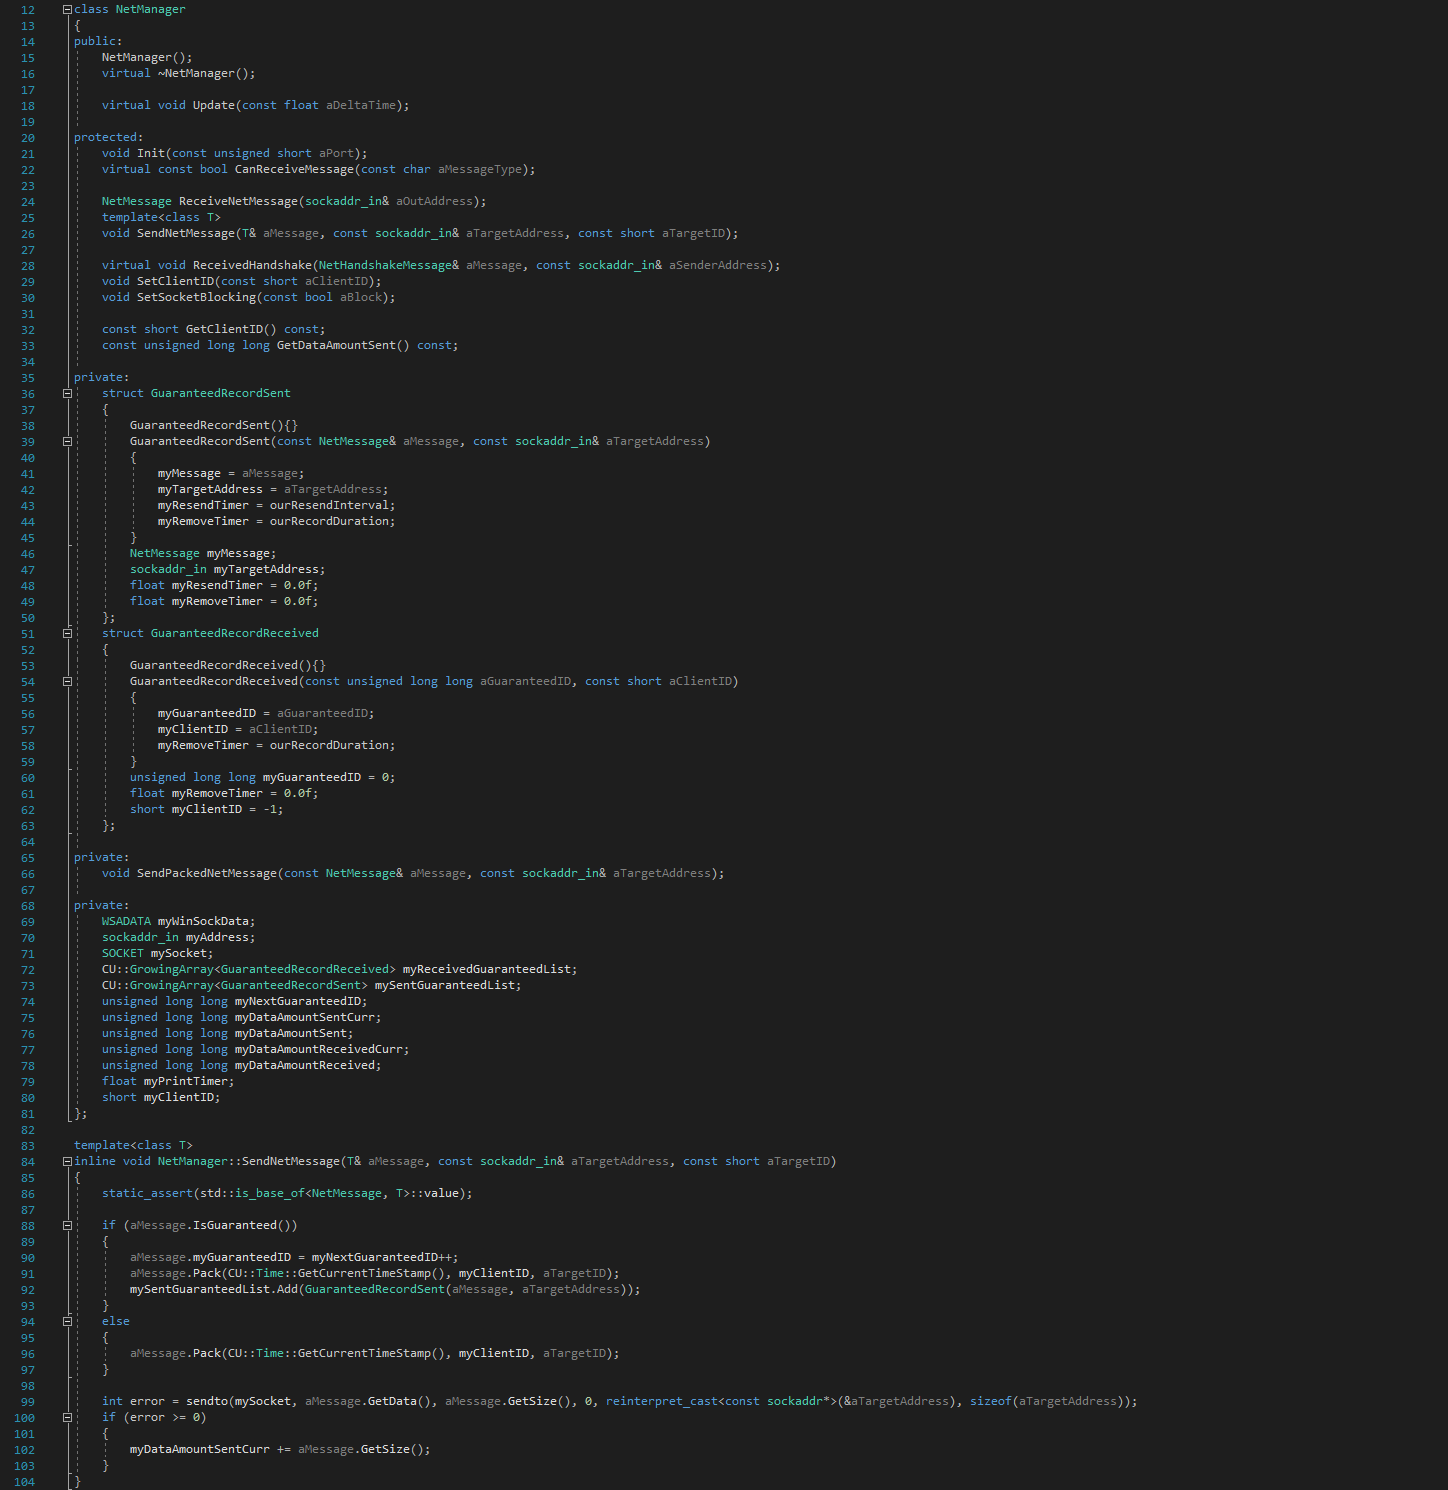 12 class NetManager
13 {
14 public:
15     NetManager();
16     virtual ~NetManager();
17
18     virtual void Update(const float aDeltaTime);
19
20 protected:
21     void Init(const unsigned short aPort);
22     virtual const bool CanReceiveMessage(const char aMessageType);
23
24     NetMessage ReceiveNetMessage(sockaddr_in& aOutAddress);
25     template<class T>
26     void SendNetMessage(T& aMessage, const sockaddr_in& aTargetAddress, const short aTargetID);
27
28     virtual void ReceivedHandshake(NetHandshakeMessage& aMessage, const sockaddr_in& aSenderAddress);
29     void SetClientID(const short aClientID);
30     void SetSocketBlocking(const bool aBlock);
31
32     const short GetClientID() const;
33     const unsigned long long GetDataAmountSent() const;
34
35 private:
36     struct GuaranteedRecordSent
37     {
38         GuaranteedRecordSent(){}
39         GuaranteedRecordSent(const NetMessage& aMessage, const sockaddr_in& aTargetAddress)
40         {
41             myMessage = aMessage;
42             myTargetAddress = aTargetAddress;
43             myResendTimer = ourResendInterval;
44             myRemoveTimer = ourRecordDuration;
45         }
46         NetMessage myMessage;
47         sockaddr_in myTargetAddress;
48         float myResendTimer = 0.0f;
49         float myRemoveTimer = 0.0f;
50     };
51     struct GuaranteedRecordReceived
52     {
53         GuaranteedRecordReceived(){}
54         GuaranteedRecordReceived(const unsigned long long aGuaranteedID, const short aClientID)
55         {
56             myGuaranteedID = aGuaranteedID;
57             myClientID = aClientID;
58             myRemoveTimer = ourRecordDuration;
59         }
60         unsigned long long myGuaranteedID = 0;
61         float myRemoveTimer = 0.0f;
62         short myClientID = -1;
63     };
64
65 private:
66     void SendPackedNetMessage(const NetMessage& aMessage, const sockaddr_in& aTargetAddress);
67
68 private:
69     WSADATA myWinSockData;
70     sockaddr_in myAddress;
71     SOCKET mySocket;
72     CU::GrowingArray<GuaranteedRecordReceived> myReceivedGuaranteedList;
73     CU::GrowingArray<GuaranteedRecordSent> mySentGuaranteedList;
74     unsigned long long myNextGuaranteedID;
75     unsigned long long myDataAmountSentCurr;
76     unsigned long long myDataAmountSent;
77     unsigned long long myDataAmountReceivedCurr;
78     unsigned long long myDataAmountReceived;
79     float myPrintTimer;
80     short myClientID;
81 };
82
83 template<class T>
84 inline void NetManager::SendNetMessage(T& aMessage, const sockaddr_in& aTargetAddress, const short aTargetID)
85 {
86     static_assert(std::is_base_of<NetMessage, T>::value);
87
88     if (aMessage.IsGuaranteed())
89     {
90         aMessage.myGuaranteedID = myNextGuaranteedID++;
91         aMessage.Pack(CU::Time::GetCurrentTimeStamp(), myClientID, aTargetID);
92         mySentGuaranteedList.Add(GuaranteedRecordSent(aMessage, aTargetAddress));
93     }
94     else
95     {
96         aMessage.Pack(CU::Time::GetCurrentTimeStamp(), myClientID, aTargetID);
97     }
98
99     int error = sendto(mySocket, aMessage.GetData(), aMessage.GetSize(), 0, reinterpret_cast<const sockaddr*>(&aTargetAddress), sizeof(aTargetAddress));
100     if (error >= 0)
101     {
102         myDataAmountSentCurr += aMessage.GetSize();
103     }
104 }